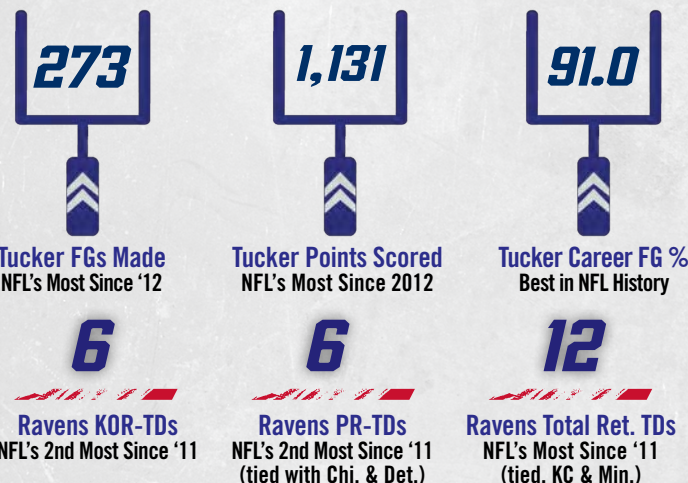 273 1,131 91.0
Tucker FGs Made Tucker Points Scored Tucker Career FG %
NFL's Most Since '12 NFL's Most Since 2012 Best in NFL History
6 6 12
Ravens KOR-TDs Ravens PR-TDs Ravens Total Ret. TDs
NFL's 2nd Most Since '11 NFL's 2nd Most Since '11 NFL's Most Since '11
(tied with Chi. & Det.) (tied. KC & Min.)